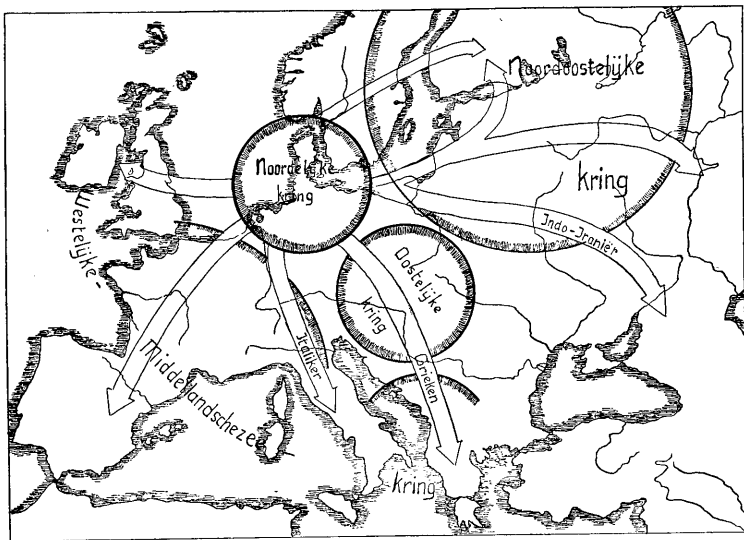 Noordoostelijke
kring
Noordelijke
kring
Westelijke-
Indo-Iraniër
Oostelijke
kring
Middellandschezee
Italiker
Grieken
kring